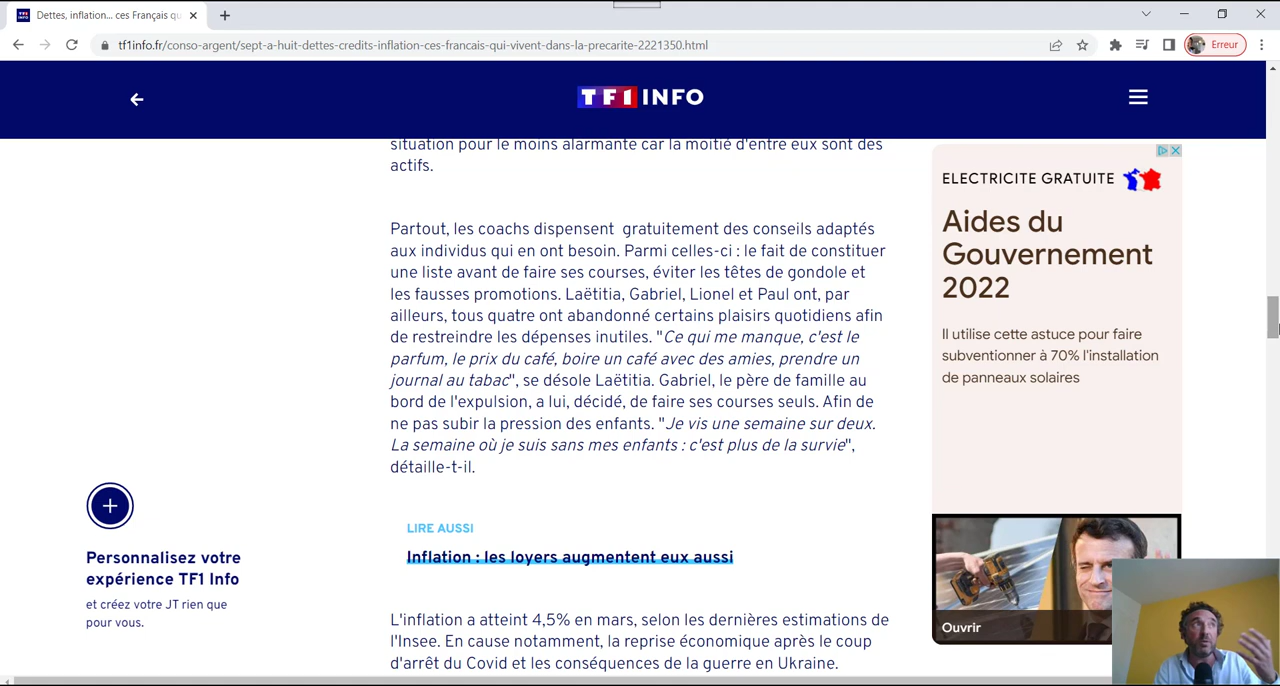 Dettes, inflation... ces Français qu
tf1info.fr/conso-argent/sept-a-huit-dettes-credits-inflation-ces-francais-qui-vivent-dans-la-precarite-2221350.html
Erreur
TF1 INFO
situation pour le moins alarmante car la moitié d'entre eux sont des
actifs.
Partout, les coachs dispensent gratuitement des conseils adaptés
aux individus qui en ont besoin. Parmi celles-ci : le fait de constituer
une liste avant de faire ses courses, éviter les têtes de gondole et
les fausses promotions. Laëtitia, Gabriel, Lionel et Paul ont, par
ailleurs, tous quatre ont abandonné certains plaisirs quotidiens afin
de restreindre les dépenses inutiles. "Ce qui me manque, c'est le
parfum, le prix du café, boire un café avec des amies, prendre un
journal au tabac", se désole Laëtitia. Gabriel, le père de famille au
bord de l'expulsion, a lui, décidé, de faire ses courses seuls. Afin de
ne pas subir la pression des enfants. "Je vis une semaine sur deux.
La semaine où je suis sans mes enfants : c'est plus de la survie",
détaille-t-il.
LIRE AUSSI
Inflation : les loyers augmentent eux aussi
L'inflation a atteint 4,5% en mars, selon les dernières estimations de
l'Insee. En cause notamment, la reprise économique après le coup
d'arrêt du Covid et les conséquences de la guerre en Ukraine.
Personnalisez votre
expérience TF1 Info
et créez votre JT rien que
pour vous.
ELECTRICITE GRATUITE
Aides du
Gouvernement
2022
Il utilise cette astuce pour faire
subventionner à 70% l'installation
de panneaux solaires
Ouvrir